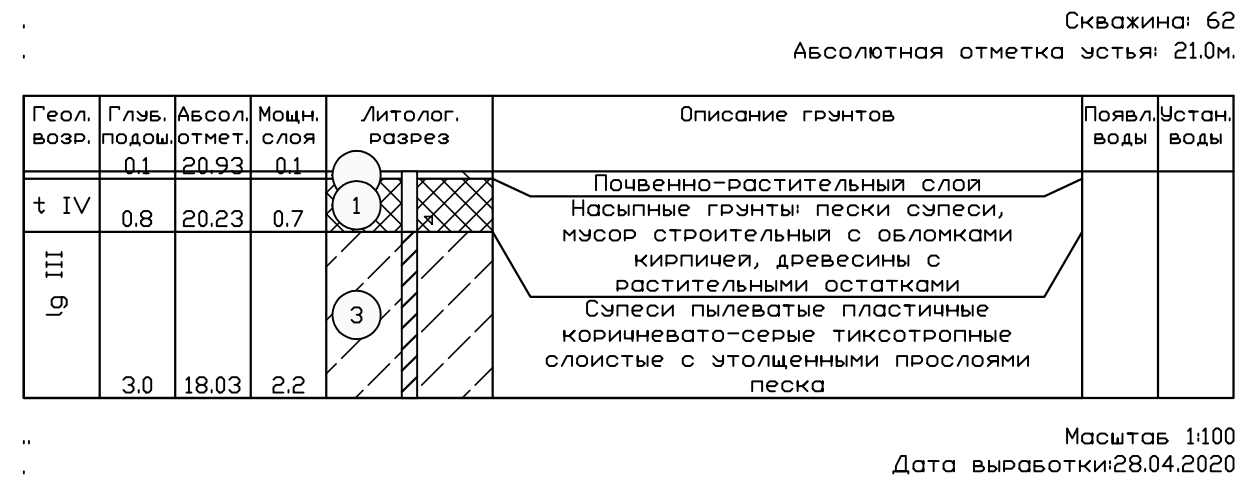 Скважина: 62
Абсолютная отметка устья: 21.0м.
Геол. возр.
Глуб. подош.
Абсол. отмет.
Мощн. слоя
Литолог. разрез
Описание грунтов
Появл. воды
Устан. воды
0.1 20.93 0.1
Почвенно-растительный слой
t IV 0.8 20.23 0.7 1
Насыпные грунты: пески супеси,
мусор строительный с обломками
кирпичей, древесины с
растительными остатками
lg III 3.0 18.03 2.2 3
Супеси пылеватые пластичные
коричневато-серые тиксотропные
слоистые с утолщенными прослоями
песка
Масштаб 1:100
Дата выработки:28.04.2020